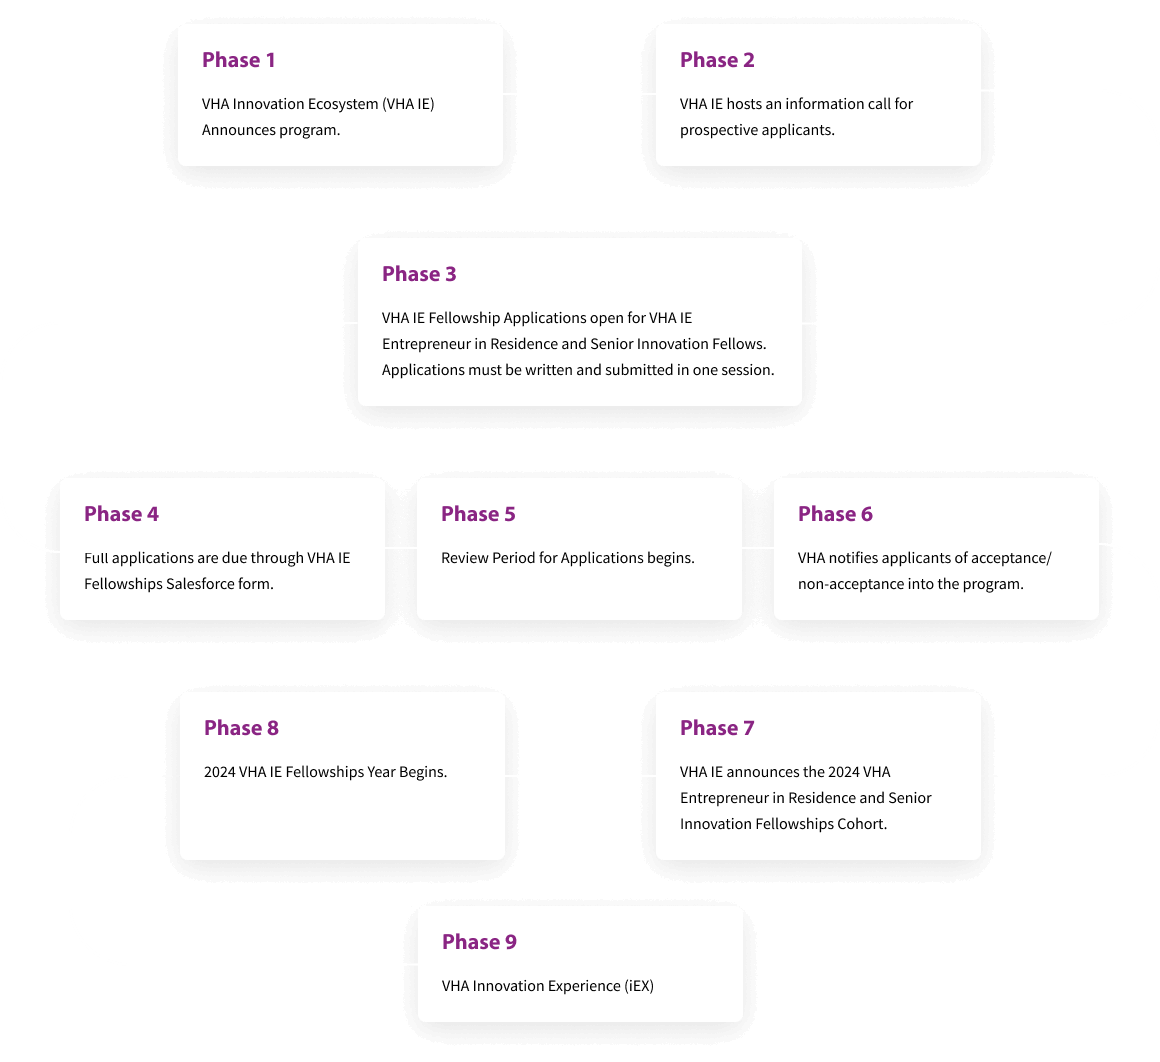 Phase 1
VHA Innovation Ecosystem (VHA IE)
Announces program.
Phase 2
VHA IE hosts an information call for
prospective applicants.
Phase 3
VHA IE Fellowship Applications open for VHA IE
Entrepreneur in Residence and Senior Innovation Fellows.
Applications must be written and submitted in one session.
Phase 4
Full applications are due through VHA IE
Fellowships Salesforce form.
Phase 5
Review Period for Applications begins.
Phase 6
VHA notifies applicants of acceptance/
non-acceptance into the program.
Phase 8
2024 VHA IE Fellowships Year Begins.
Phase 7
VHA IE announces the 2024 VHA
Entrepreneur in Residence and Senior
Innovation Fellowships Cohort.
Phase 9
VHA Innovation Experience (iEX)